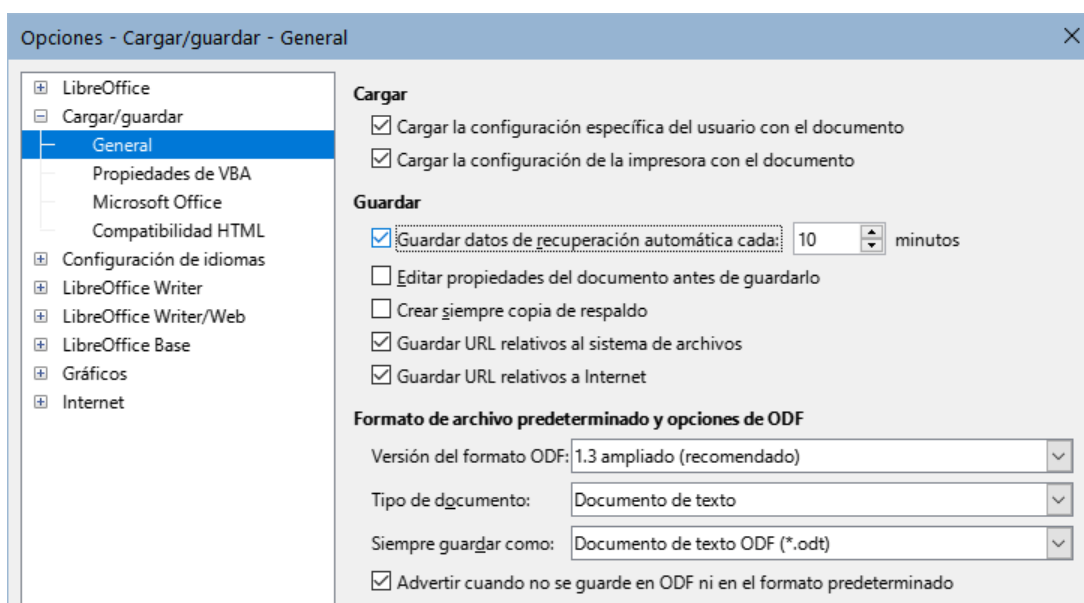 Opciones - Cargar/guardar - General
LibreOffice
Cargar/guardar
General
Propiedades de VBA
Microsoft Office
Compatibilidad HTML
Configuración de idiomas
LibreOffice Writer
LibreOffice Writer/Web
LibreOffice Base
Gráficos
Internet
Cargar
Cargar la configuración específica del usuario con el documento
Cargar la configuración de la impresora con el documento
Guardar
Guardar datos de recuperación automática cada: 10 minutos
Editar propiedades del documento antes de guardarlo
Crear siempre copia de respaldo
Guardar URL relativos al sistema de archivos
Guardar URL relativos a Internet
Formato de archivo predeterminado y opciones de ODF
Versión del formato ODF: 1.3 ampliado (recomendado)
Tipo de documento: Documento de texto
Siempre guardar como: Documento de texto ODF (*.odt)
Advertir cuando no se guarde en ODF ni en el formato predeterminado